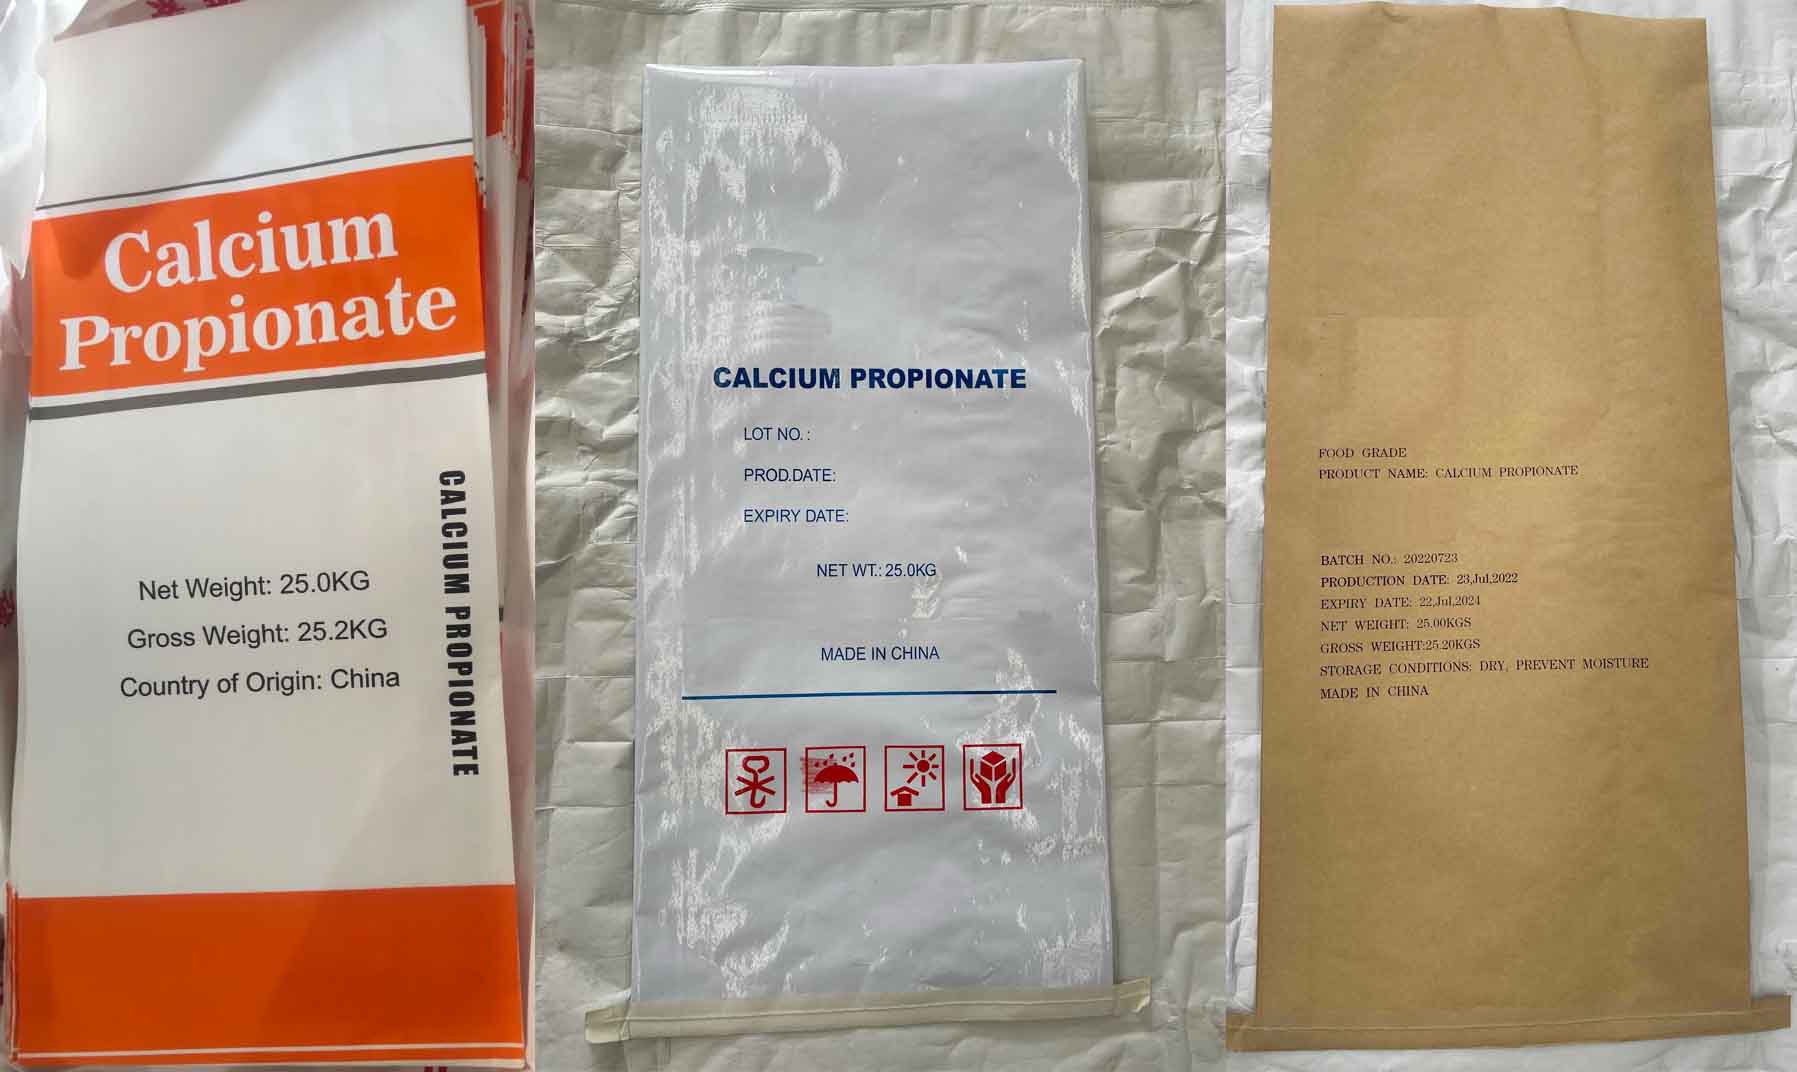 Calcium
Propionate
Net Weight: 25.0KG
Gross Weight: 25.2KG
Country of Origin: China
CALCIUM PROPIONATE
CALCIUM PROPIONATE
LOT NO. :
PROD.DATE:
EXPIRY DATE:
NET WT.: 25.0KG
MADE IN CHINA
FOOD GRADE
PRODUCT NAME: CALCIUM PROPIONATE
BATCH NO.: 20220723
PRODUCTION DATE: 23,Jul,2022
EXPIRY DATE: 22,Jul,2024
NET WEIGHT: 25.00KGS
GROSS WEIGHT:25.20KGS
STORAGE CONDITIONS: DRY, PREVENT MOISTURE
MADE IN CHINA